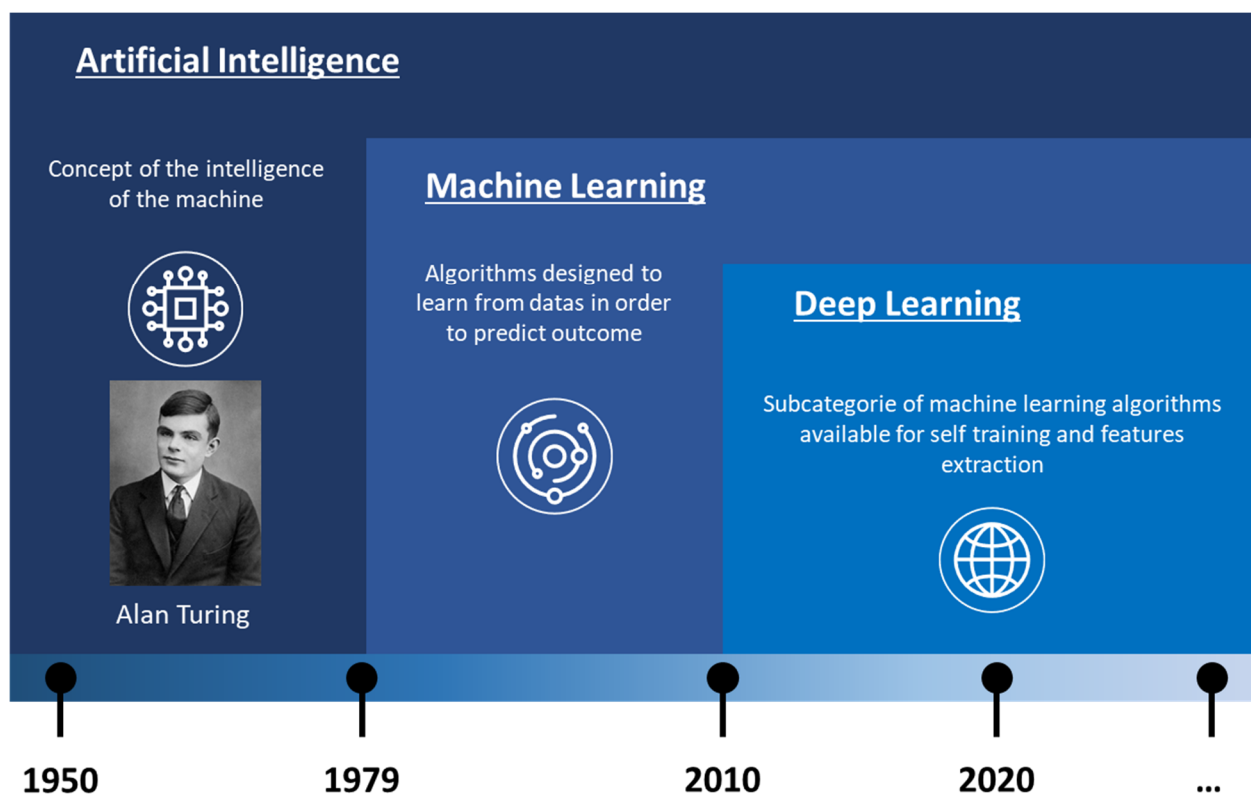 Artificial Intelligence
Concept of the intelligence
of the machine
Alan Turing
Machine Learning
Algorithms designed to
learn from datas in order
to predict outcome
Deep Learning
Subcategorie of machine learning algorithms
available for self training and features
extraction
1950
1979
2010
2020
...